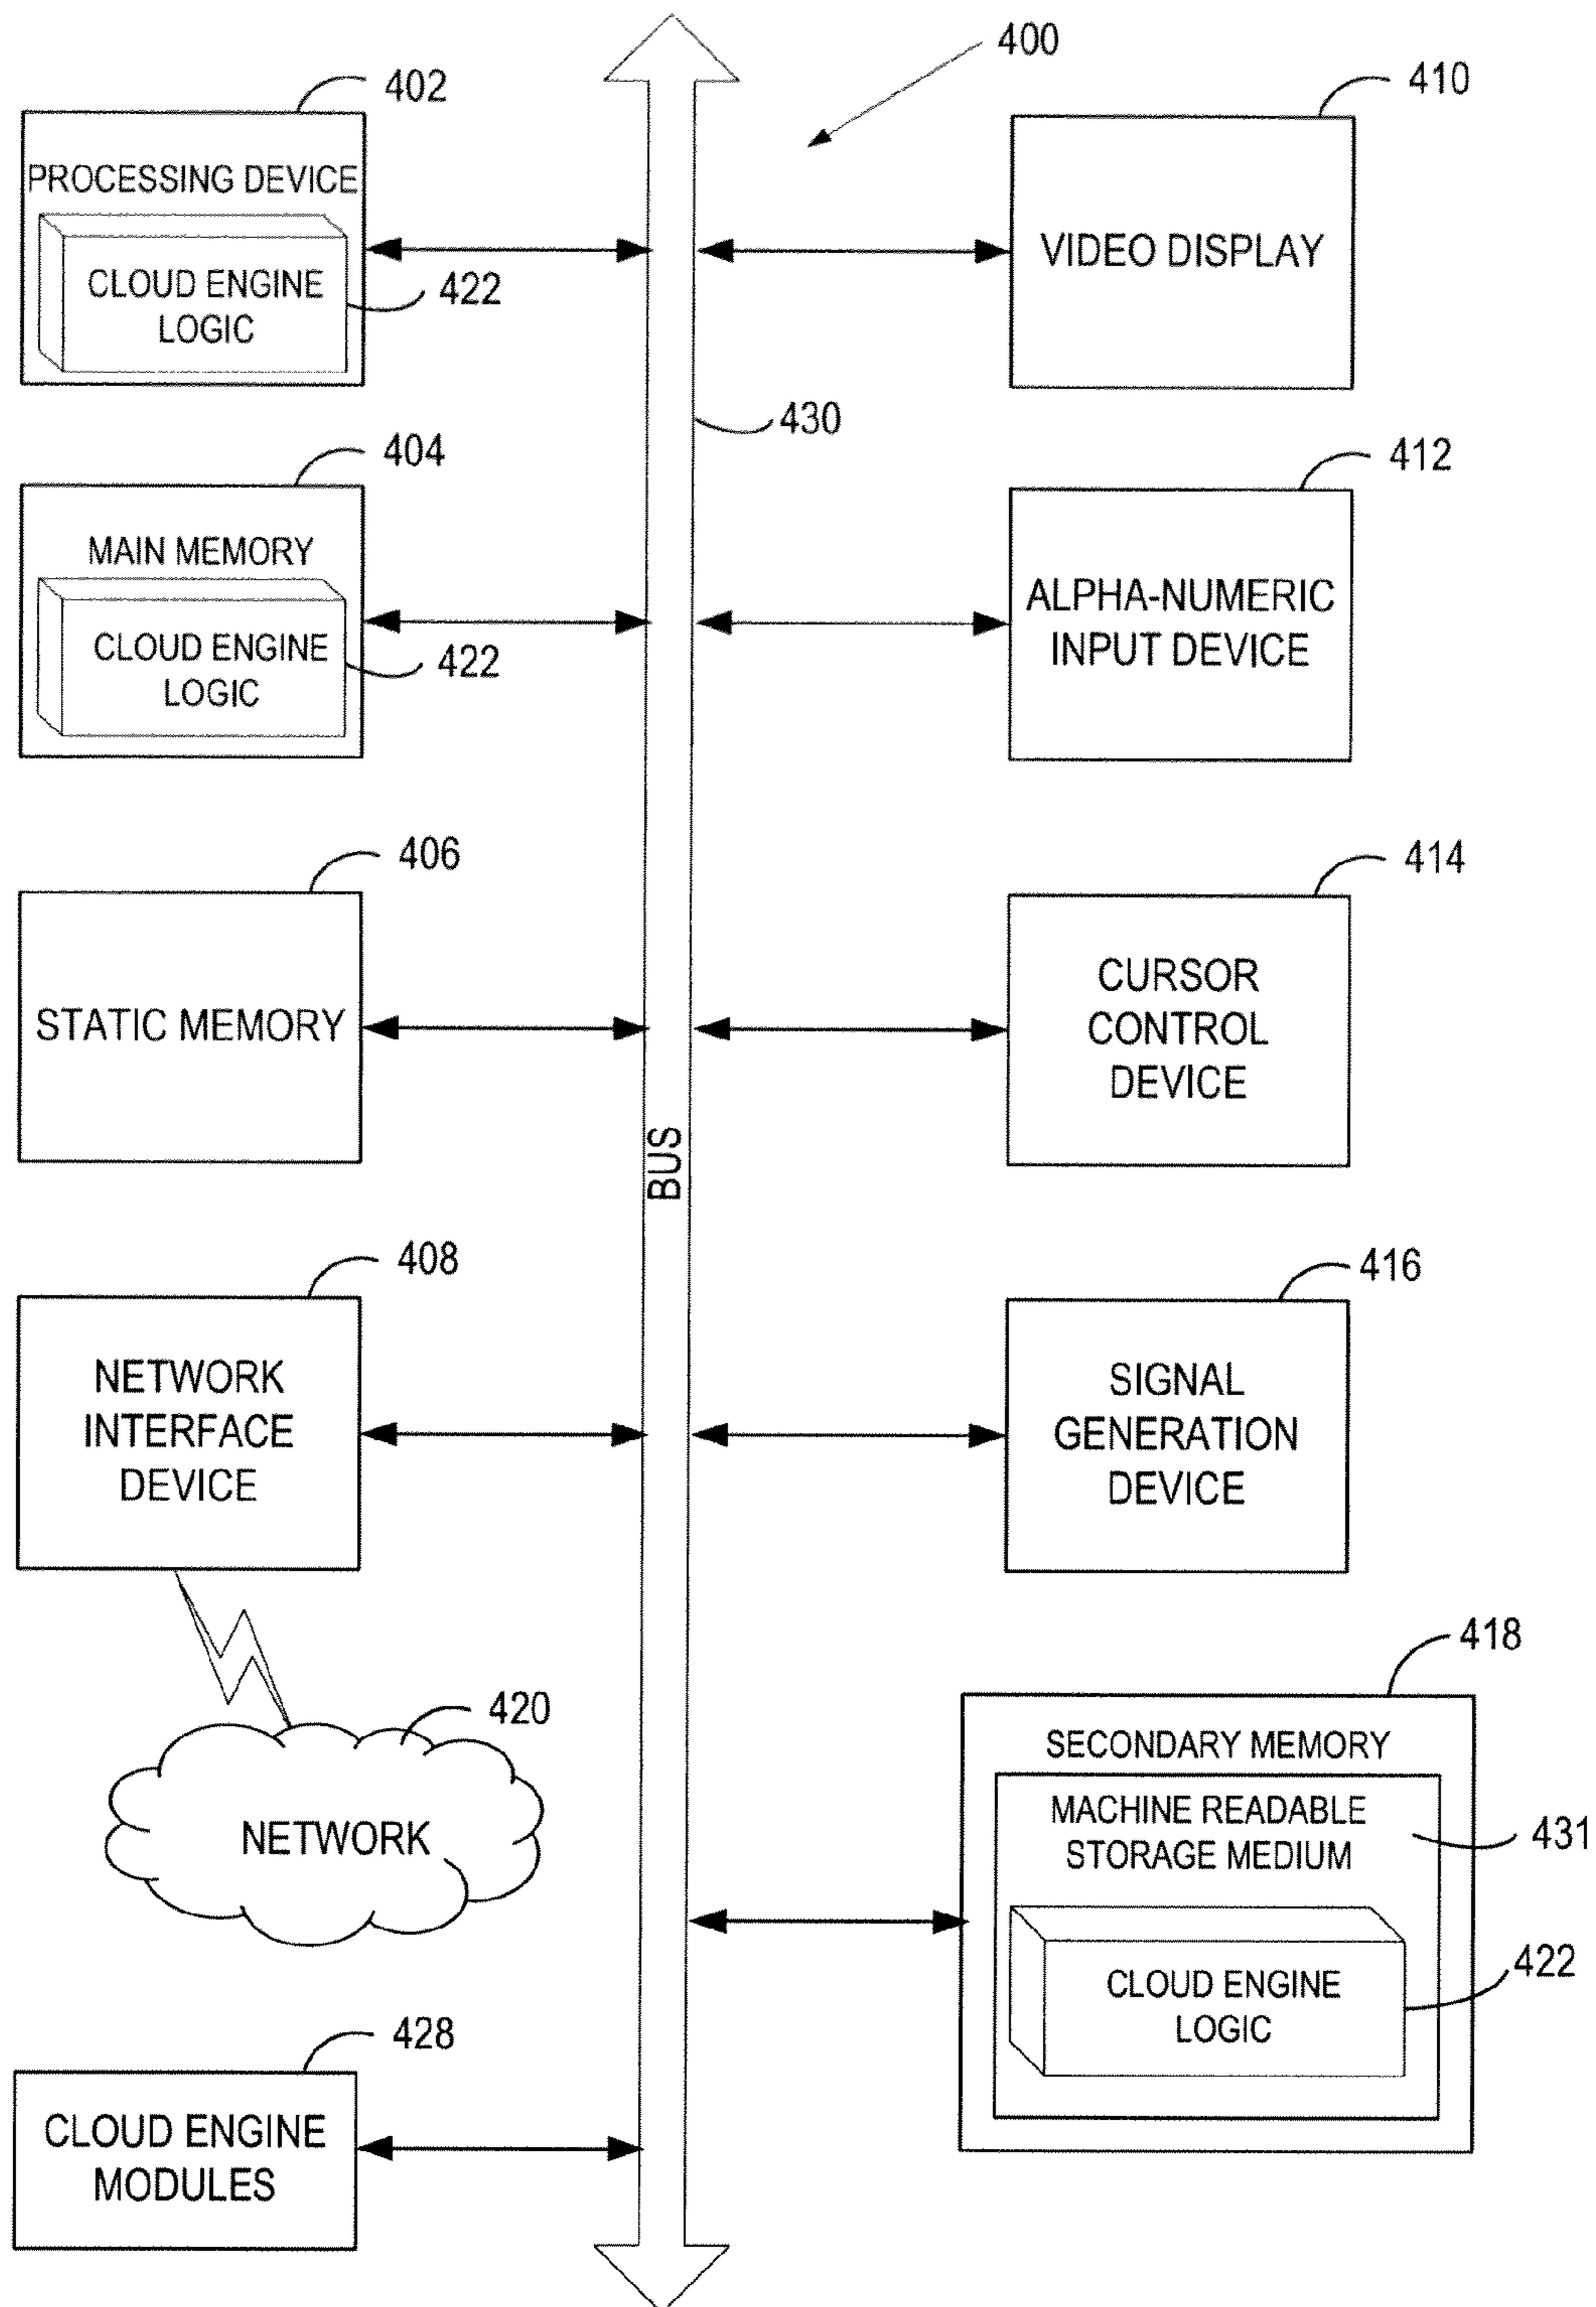 400
402
PROCESSING DEVICE
CLOUD ENGINE
LOGIC
422
410
VIDEO DISPLAY
430
404
MAIN MEMORY
CLOUD ENGINE
LOGIC
422
412
ALPHA-NUMERIC
INPUT DEVICE
406
STATIC MEMORY
414
CURSOR
CONTROL
DEVICE
BUS
408
NETWORK
INTERFACE
DEVICE
416
SIGNAL
GENERATION
DEVICE
420
NETWORK
418
SECONDARY MEMORY
MACHINE READABLE
STORAGE MEDIUM
431
CLOUD ENGINE
LOGIC
422
428
CLOUD ENGINE
MODULES